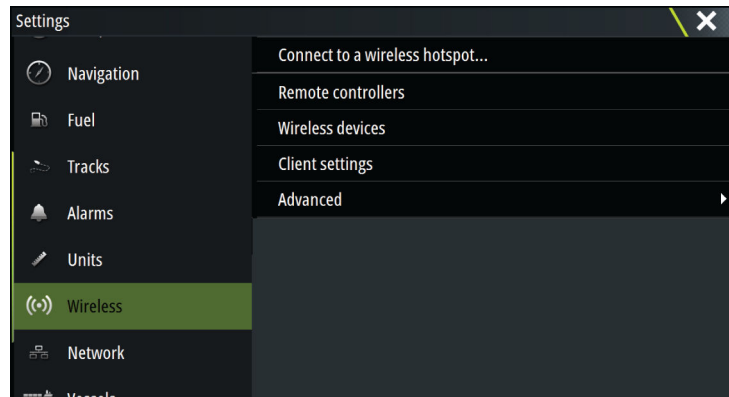 Settings
Navigation
Fuel
Tracks
Alarms
Units
Wireless
Network
Vessels
Connect to a wireless hotspot...
Remote controllers
Wireless devices
Client settings
Advanced